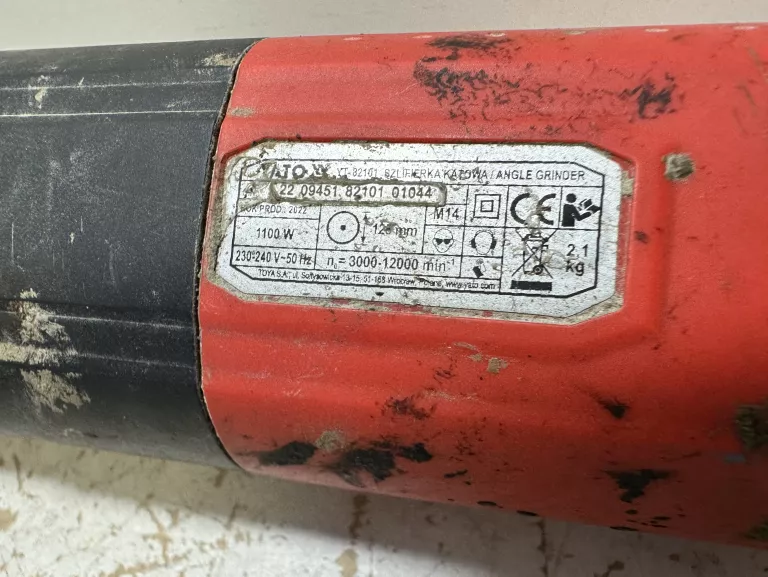 YATO YT-82101 SZLIFIERKA KĄTOWA / ANGLE GRINDER
22 09451 82101 01044
ROK PROD.: 2022
M14
CE
1100 W
125 mm
2.1 kg
230-240 V~50 Hz
n₀ = 3000-12000 min⁻¹
TOYA S.A., ul. Sołtysowicka 13/15, 51-168 Wrocław, Poland, www.yato.com